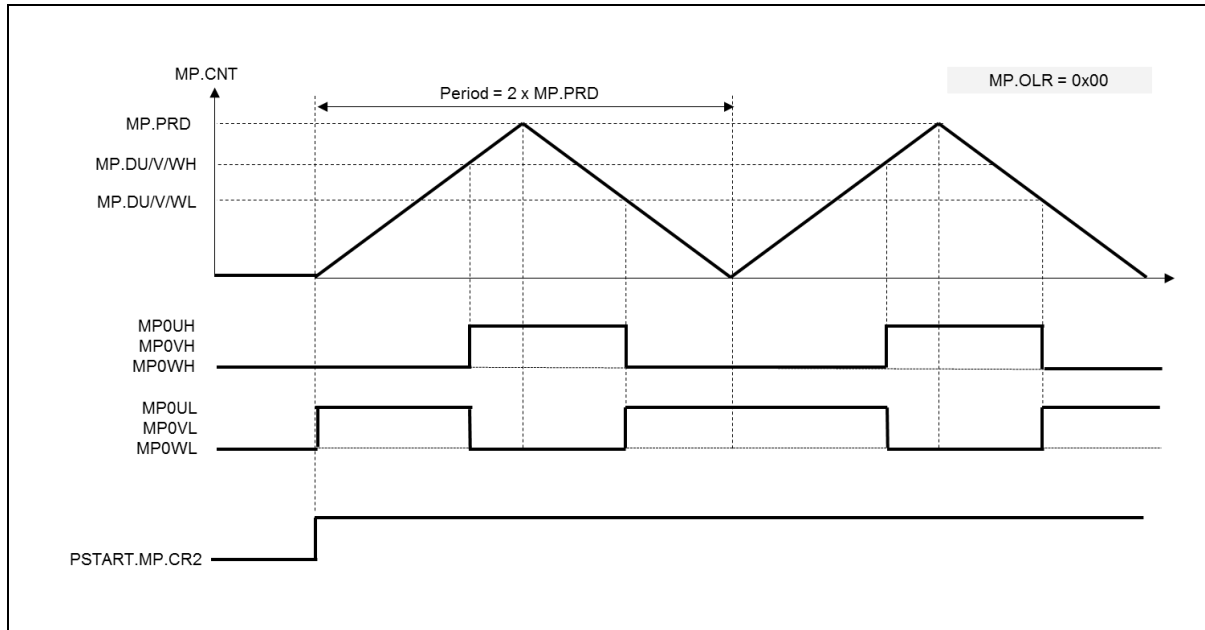 MP.CNT
MP.OLR = 0x00
Period = 2 x MP.PRD
MP.PRD
MP.DU/V/WH
MP.DU/V/WL
MP0UH
MP0VH
MP0WH
MP0UL
MP0VL
MP0WL
PSTART.MP.CR2